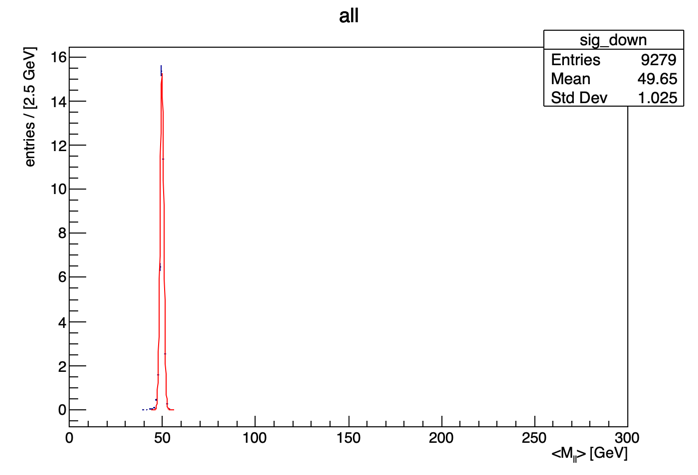 all
sig_down
Entries 9279
Mean 49.65
Std Dev 1.025
entries / [2.5 GeV]
16
14
12
10
8
6
4
2
0
0 50 100 150 200 250 300
<M_ll> [GeV]